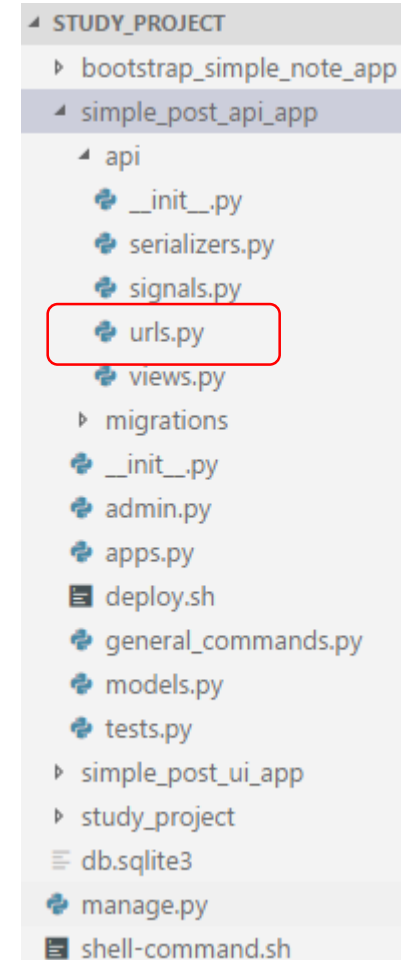 STUDY_PROJECT
bootstrap_simple_note_app
simple_post_api_app
api
__init__.py
serializers.py
signals.py
urls.py
views.py
migrations
__init__.py
admin.py
apps.py
deploy.sh
general_commands.py
models.py
tests.py
simple_post_ui_app
study_project
db.sqlite3
manage.py
shell-command.sh